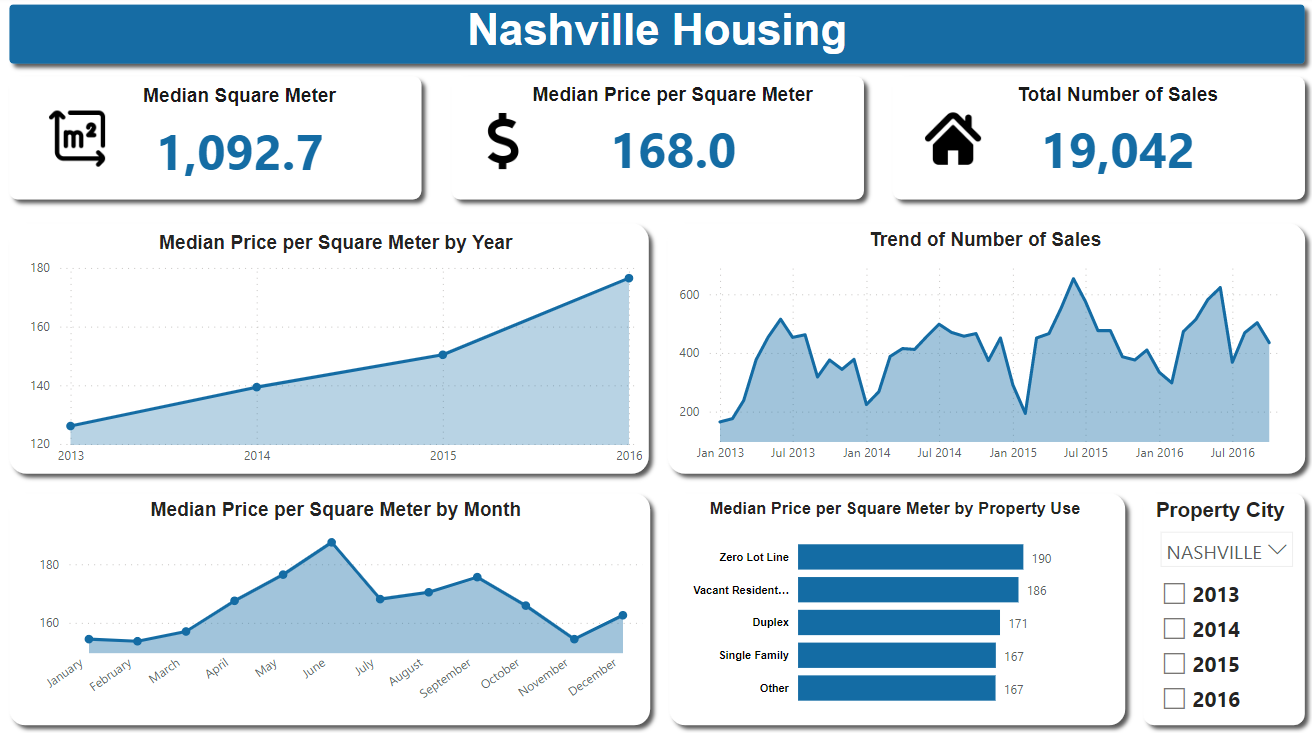 Nashville Housing
Median Square Meter
m²
1,092.7
Median Price per Square Meter
$
168.0
Total Number of Sales
19,042
Median Price per Square Meter by Year
180
160
140
120
2013 2014 2015 2016
Trend of Number of Sales
600
400
200
Jan 2013 Jul 2013 Jan 2014 Jul 2014 Jan 2015 Jul 2015 Jan 2016 Jul 2016
Median Price per Square Meter by Month
180
160
January February March April May June July August September October November December
Median Price per Square Meter by Property Use
Zero Lot Line 190
Vacant Resident... 186
Duplex 171
Single Family 167
Other 167
Property City
NASHVILLE
2013
2014
2015
2016